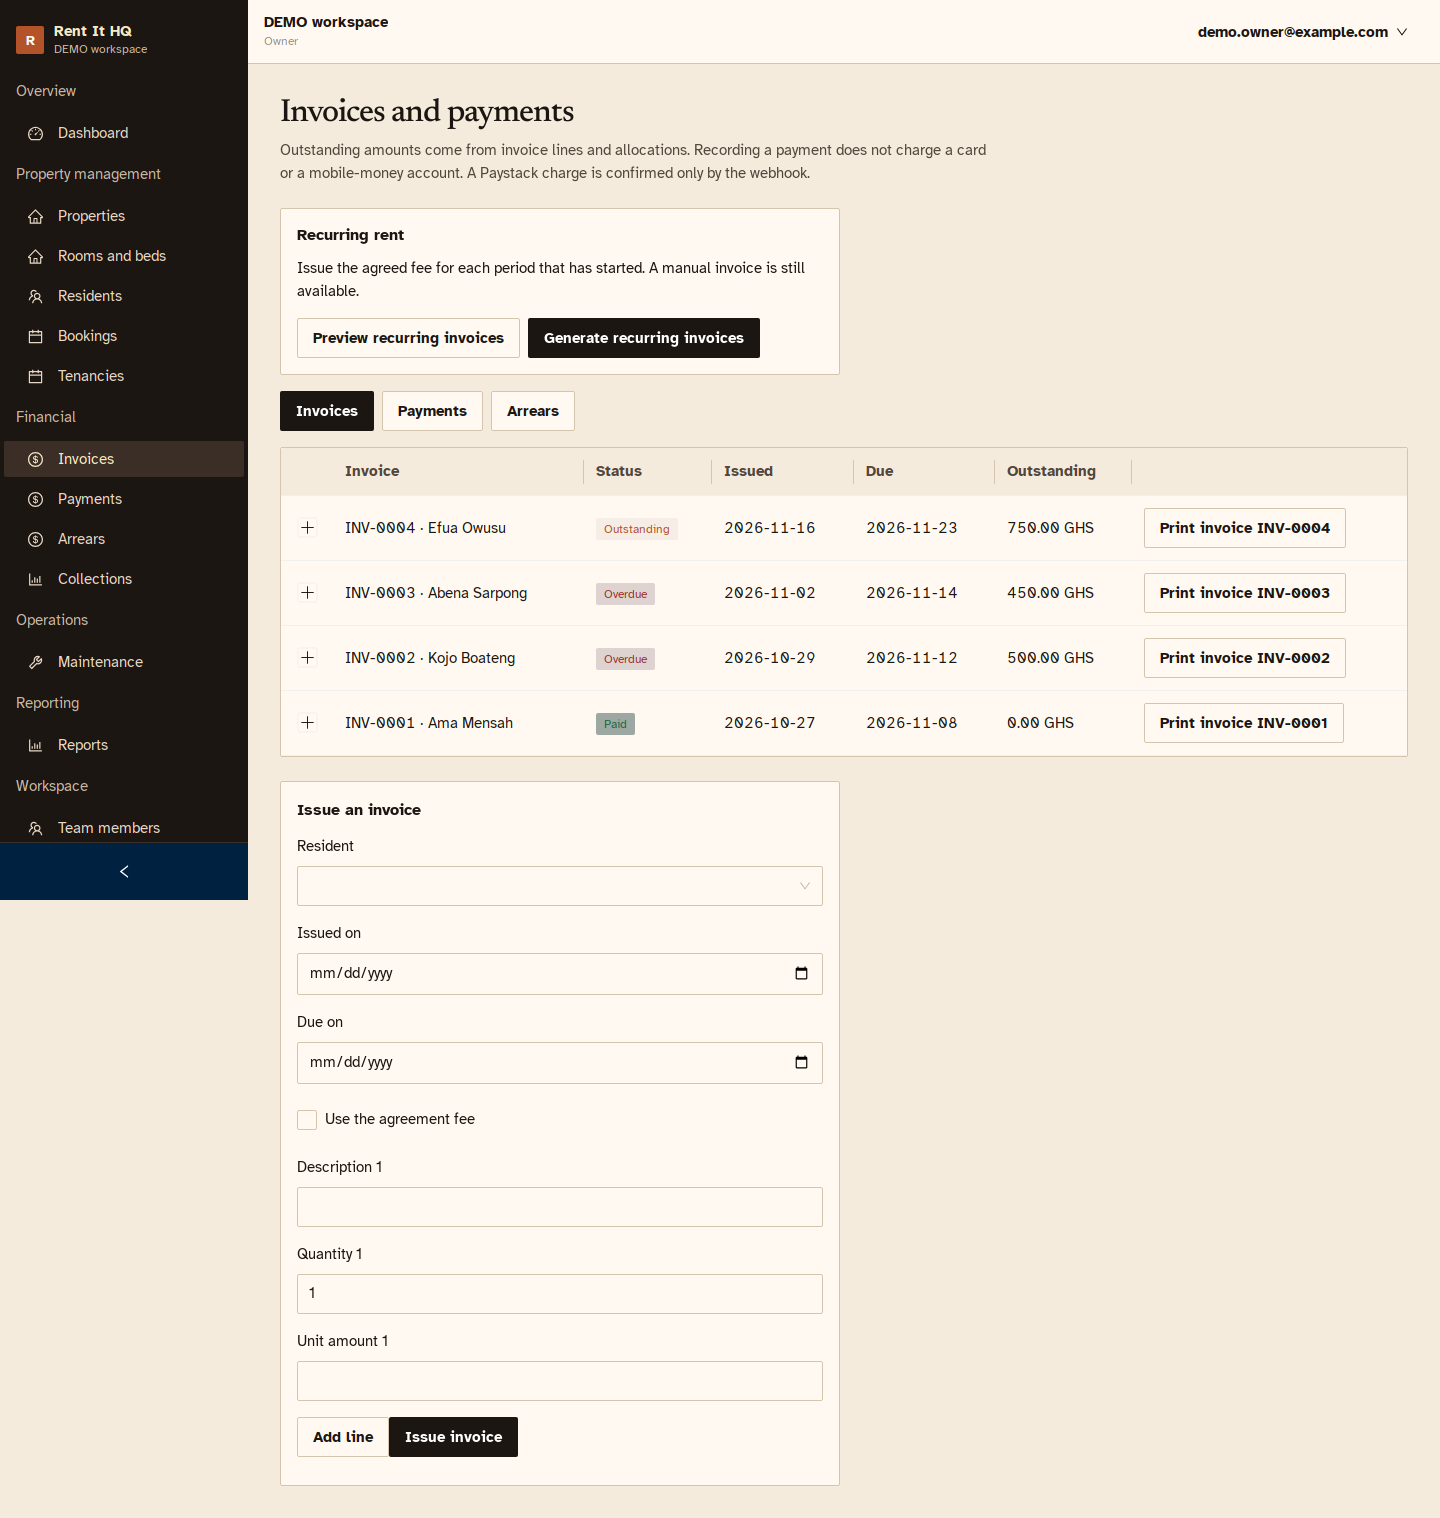 R
Rent It HQ
DEMO workspace
Overview
Dashboard
Property management
Properties
Rooms and beds
Residents
Bookings
Tenancies
Financial
Invoices
Payments
Arrears
Collections
Operations
Maintenance
Reporting
Reports
Workspace
Team members
DEMO workspace
Owner
demo.owner@example.com
Invoices and payments
Outstanding amounts come from invoice lines and allocations. Recording a payment does not charge a card
or a mobile-money account. A Paystack charge is confirmed only by the webhook.
Recurring rent
Issue the agreed fee for each period that has started. A manual invoice is still
available.
Preview recurring invoices Generate recurring invoices
Invoices Payments Arrears
Invoice Status Issued Due Outstanding
INV-0004 · Efua Owusu Outstanding 2026-11-16 2026-11-23 750.00 GHS Print invoice INV-0004
INV-0003 · Abena Sarpong Overdue 2026-11-02 2026-11-14 450.00 GHS Print invoice INV-0003
INV-0002 · Kojo Boateng Overdue 2026-10-29 2026-11-12 500.00 GHS Print invoice INV-0002
INV-0001 · Ama Mensah Paid 2026-10-27 2026-11-08 0.00 GHS Print invoice INV-0001
Issue an invoice
Resident
Issued on
mm/dd/yyyy
Due on
mm/dd/yyyy
Use the agreement fee
Description 1
Quantity 1
1
Unit amount 1
Add line Issue invoice